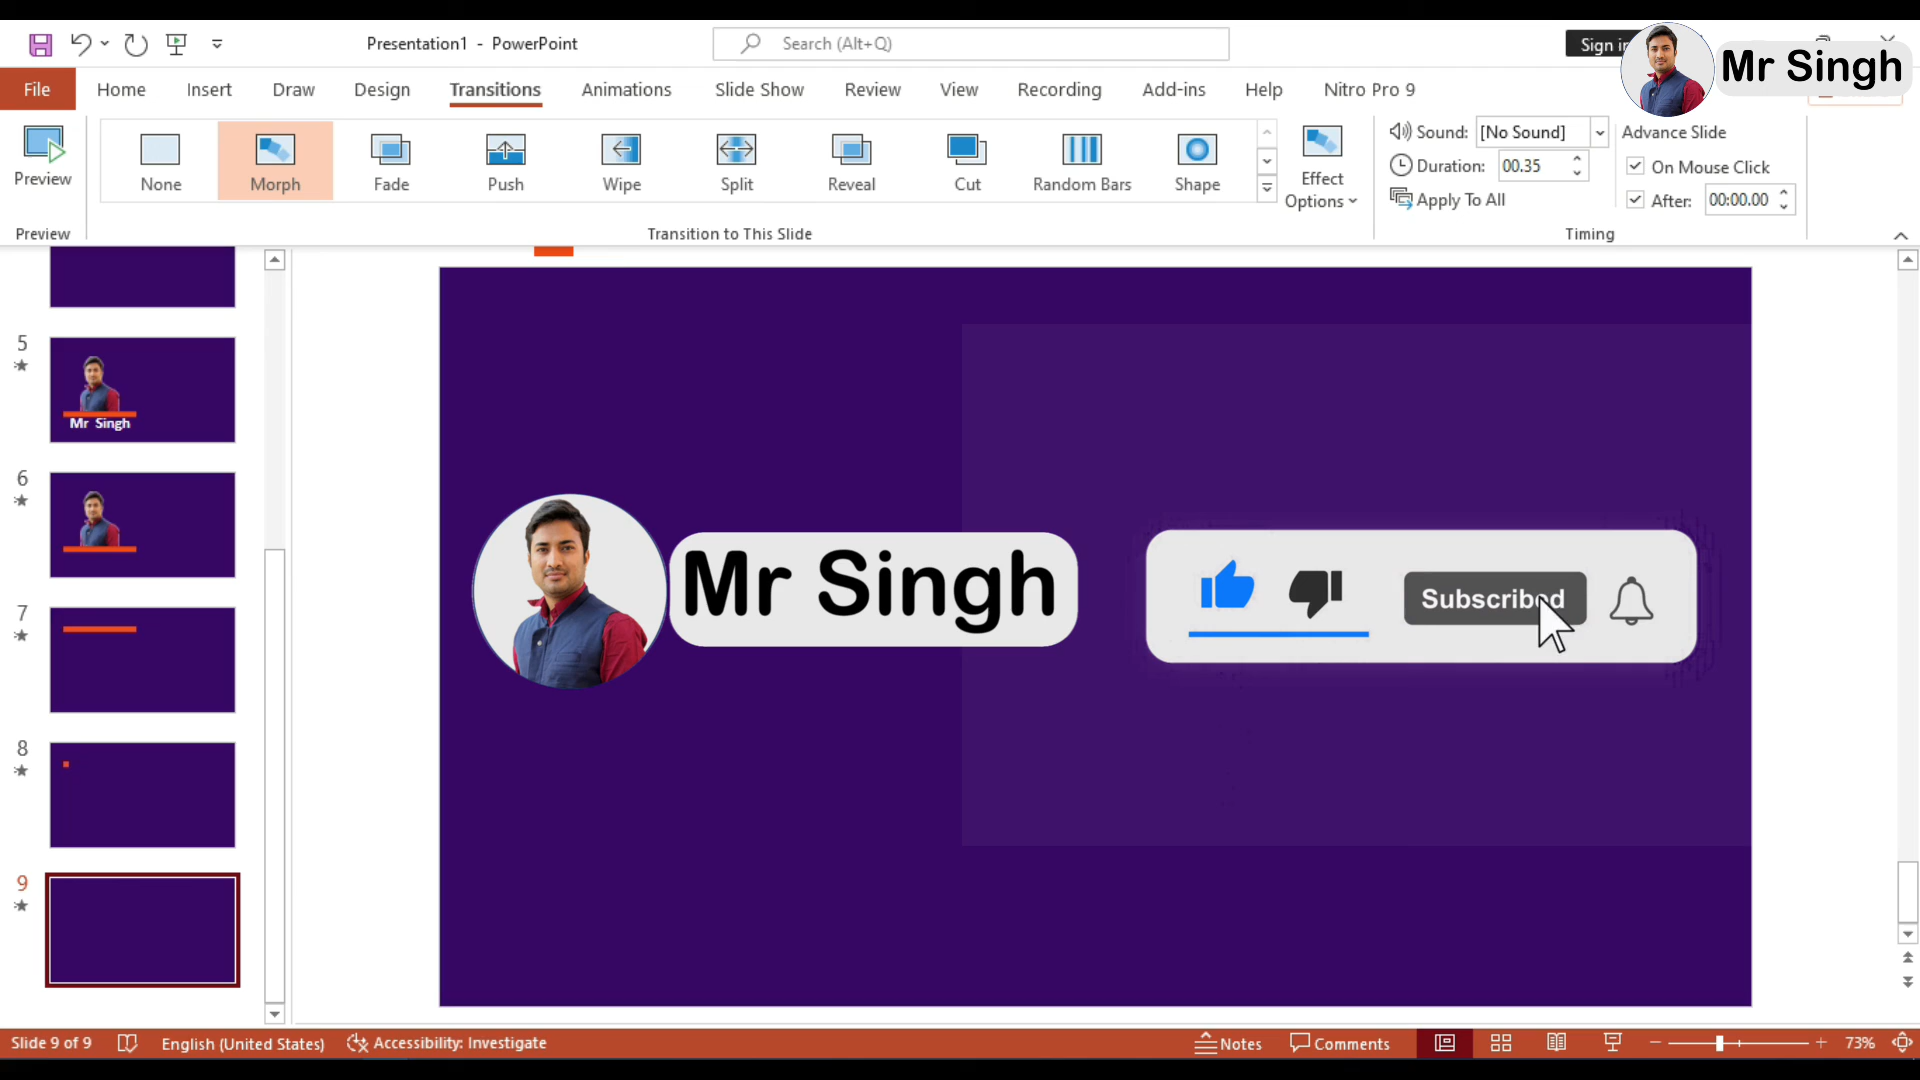 Presentation1 - PowerPoint
Search (Alt+Q)
Sign in
Mr Singh
File
Home
Insert
Draw
Design
Transitions
Animations
Slide Show
Review
View
Recording
Add-ins
Help
Nitro Pro 9
Preview
None
Morph
Fade
Push
Wipe
Split
Reveal
Cut
Random Bars
Shape
Effect
Options
Sound: [No Sound]
Duration: 00.35
Apply To All
Advance Slide
On Mouse Click
After: 00:00.00
Preview
Transition to This Slide
Timing
5
Mr Singh
6
7
8
9
Mr Singh
Subscribed
Slide 9 of 9
English (United States)
Accessibility: Investigate
Notes
Comments
73%